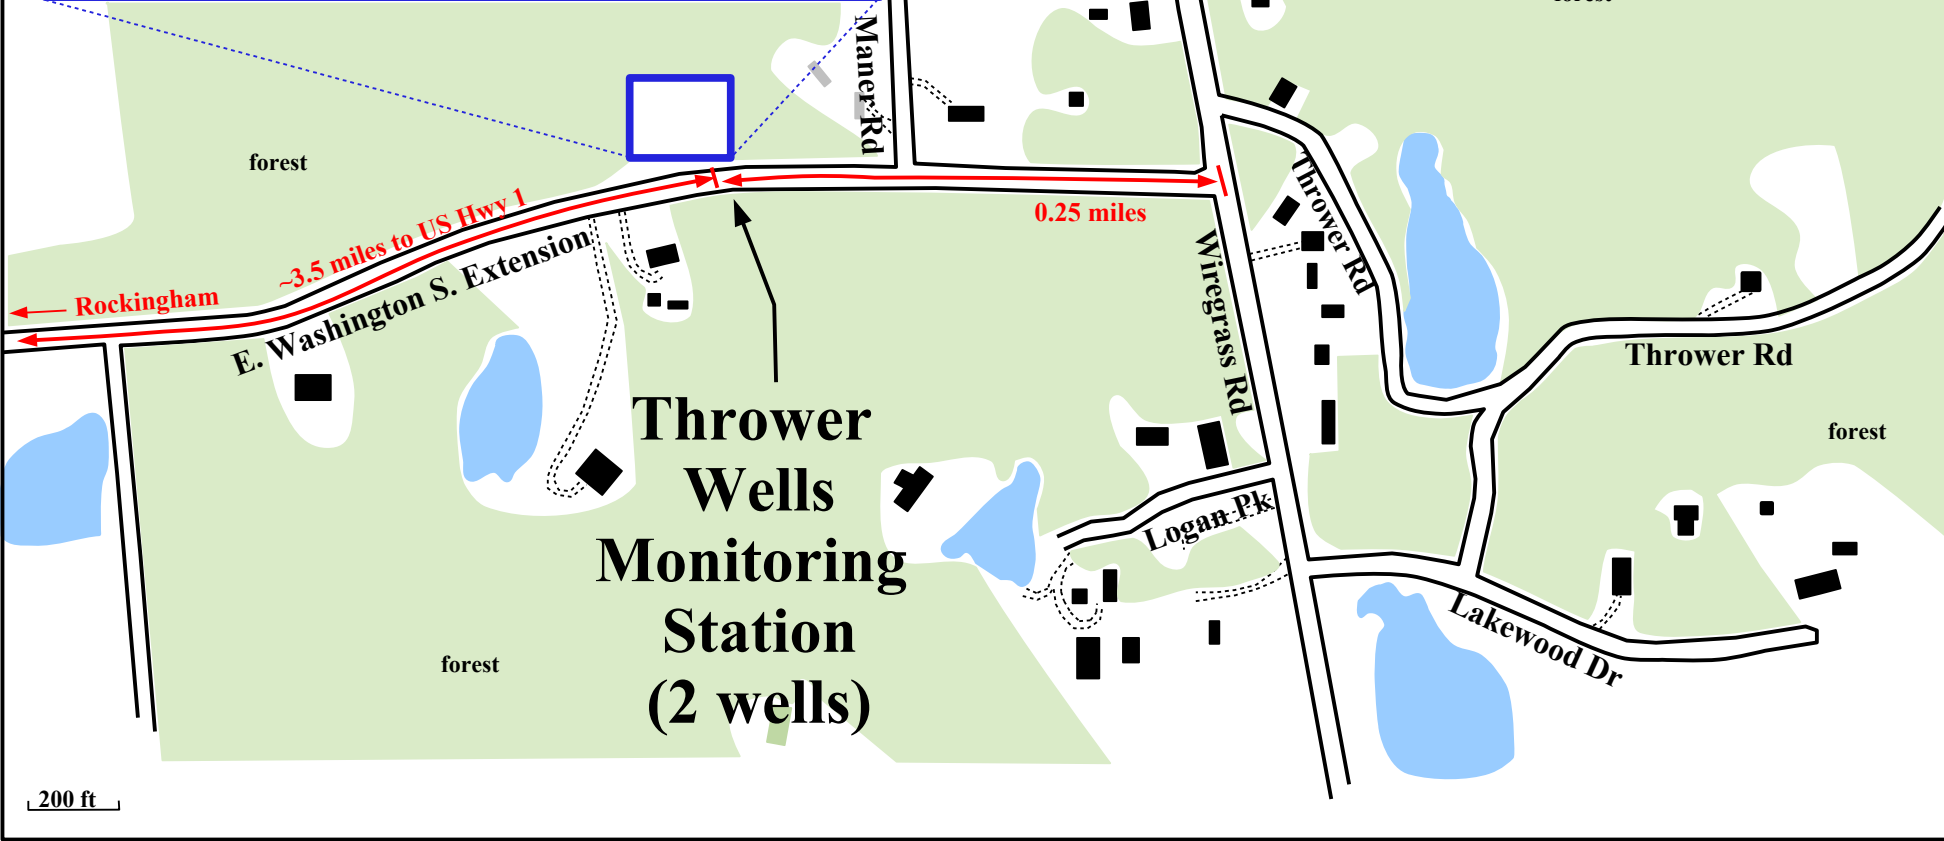 Maner Rd
forest
~3.5 miles to US Hwy 1
0.25 miles
Thrower Rd
Rockingham
E. Washington S. Extension
Wiregrass Rd
Thrower Rd
Thrower
Wells
Monitoring
Station
(2 wells)
forest
Logan Pk
Lakewood Dr
forest
200 ft